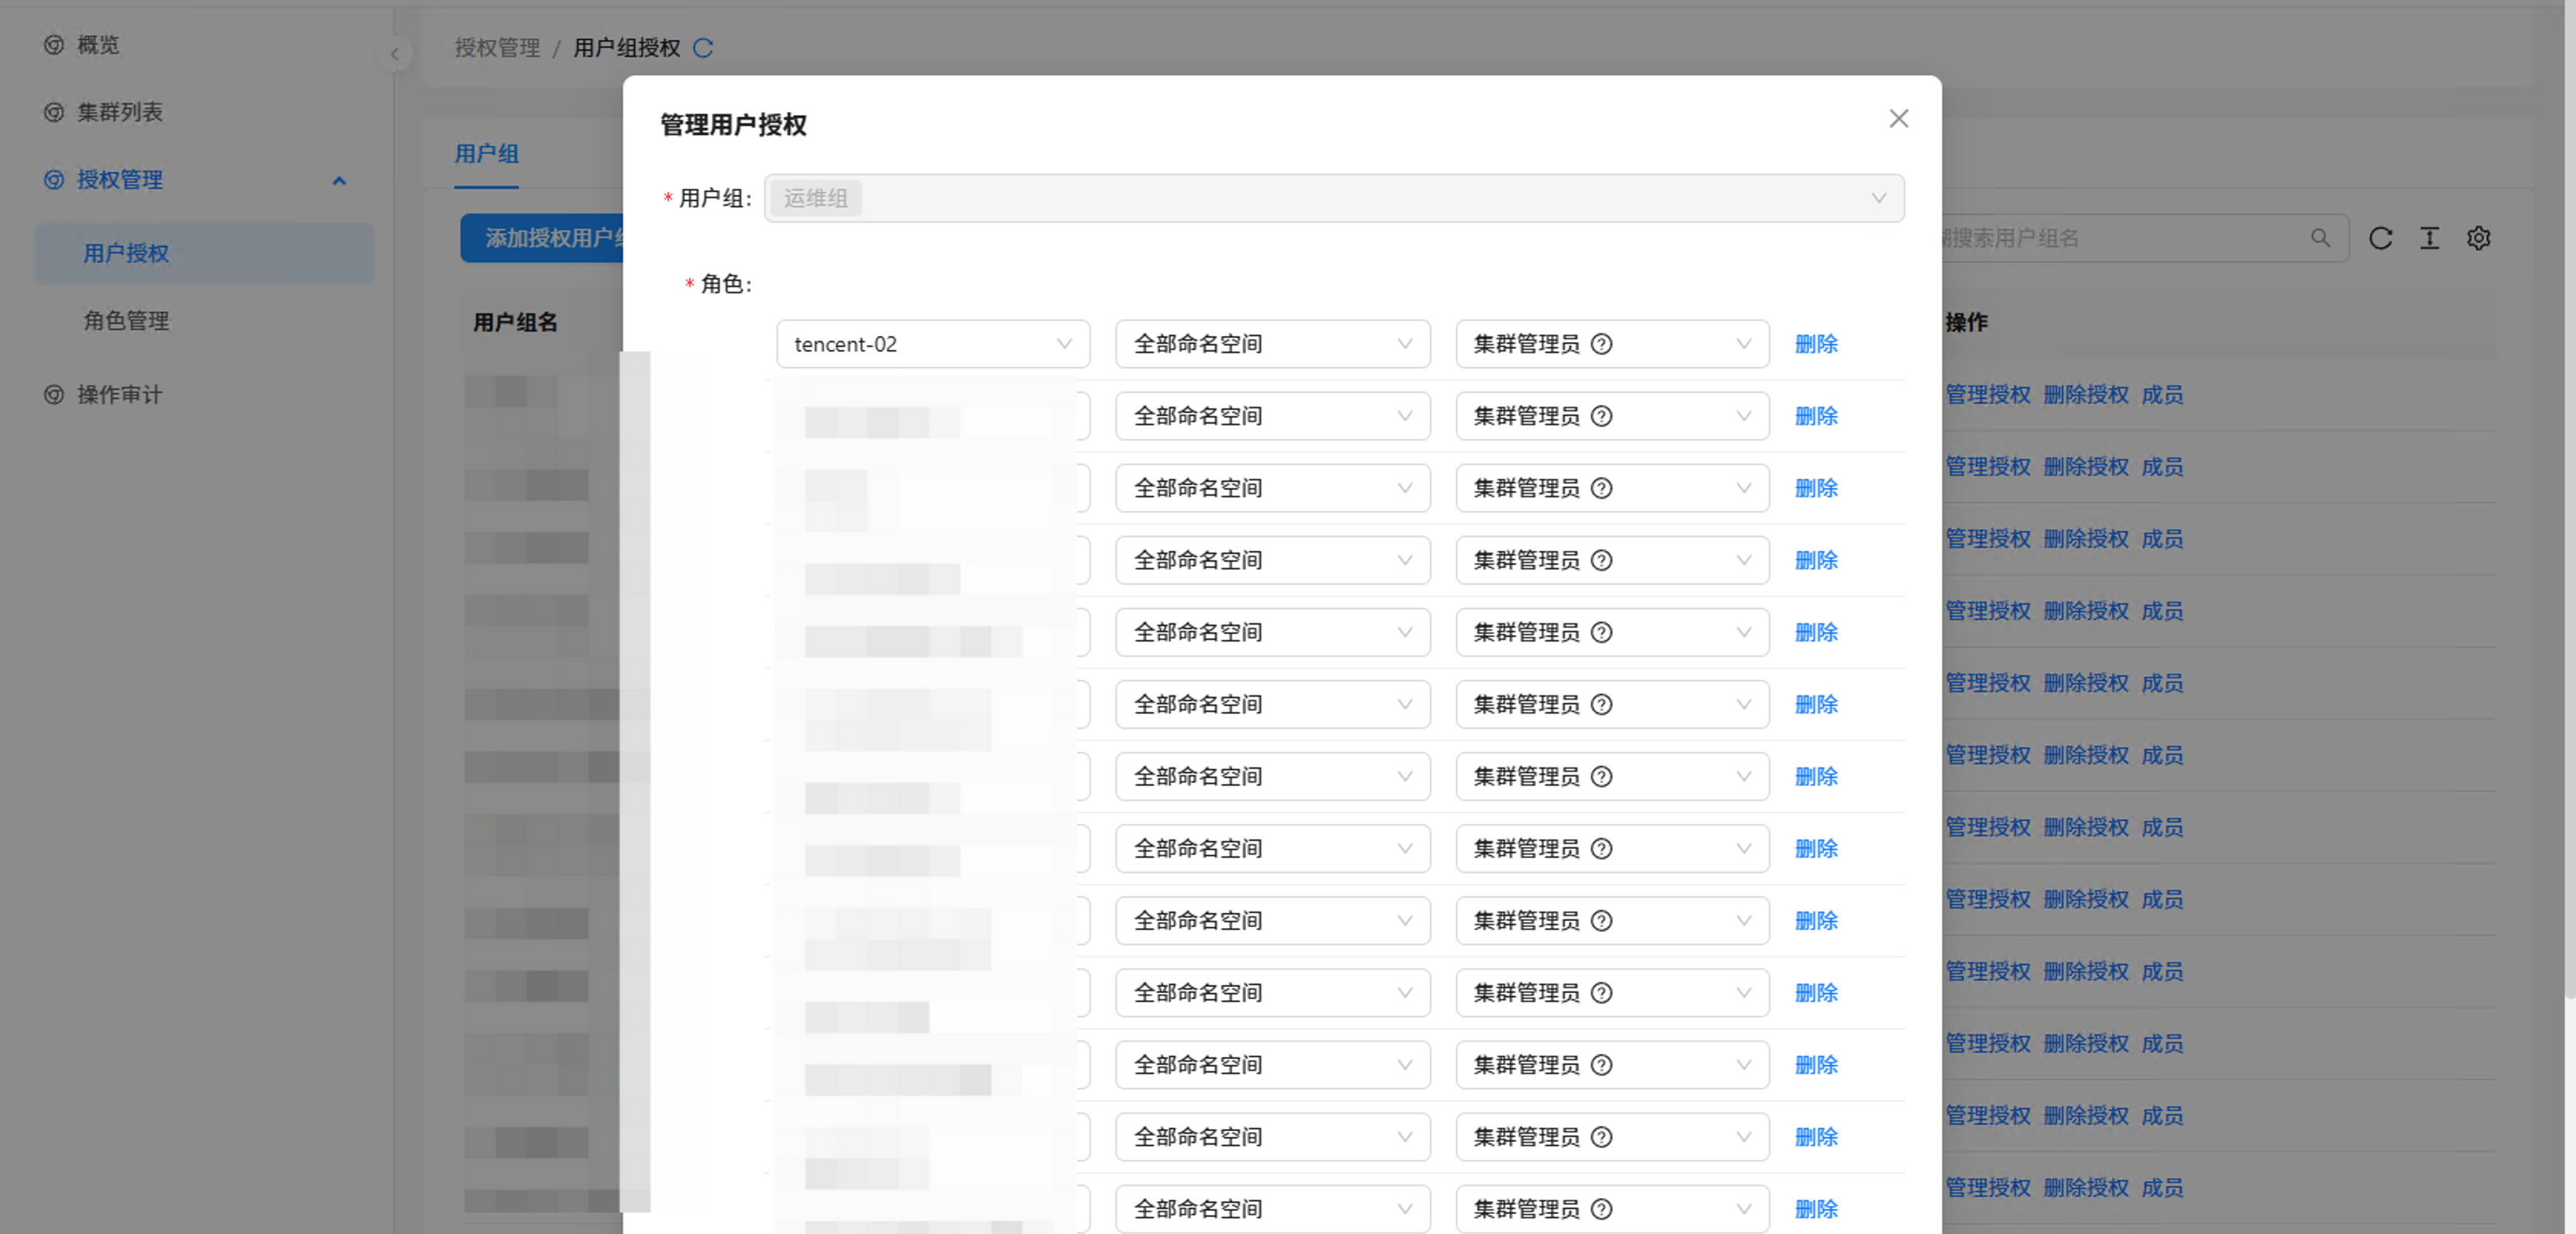 概览
集群列表
授权管理
用户授权
角色管理
操作审计
授权管理 / 用户组授权
用户组
添加授权用户
搜索用户组名
用户组名
操作
管理授权 删除授权 成员
管理授权 删除授权 成员
管理授权 删除授权 成员
管理授权 删除授权 成员
管理授权 删除授权 成员
管理授权 删除授权 成员
管理授权 删除授权 成员
管理授权 删除授权 成员
管理授权 删除授权 成员
管理授权 删除授权 成员
管理授权 删除授权 成员
管理授权 删除授权 成员
管理用户授权
* 用户组: 运维组
* 角色:
tencent-02 全部命名空间 集群管理员 删除
全部命名空间 集群管理员 删除
全部命名空间 集群管理员 删除
全部命名空间 集群管理员 删除
全部命名空间 集群管理员 删除
全部命名空间 集群管理员 删除
全部命名空间 集群管理员 删除
全部命名空间 集群管理员 删除
全部命名空间 集群管理员 删除
全部命名空间 集群管理员 删除
全部命名空间 集群管理员 删除
全部命名空间 集群管理员 删除
全部命名空间 集群管理员 删除